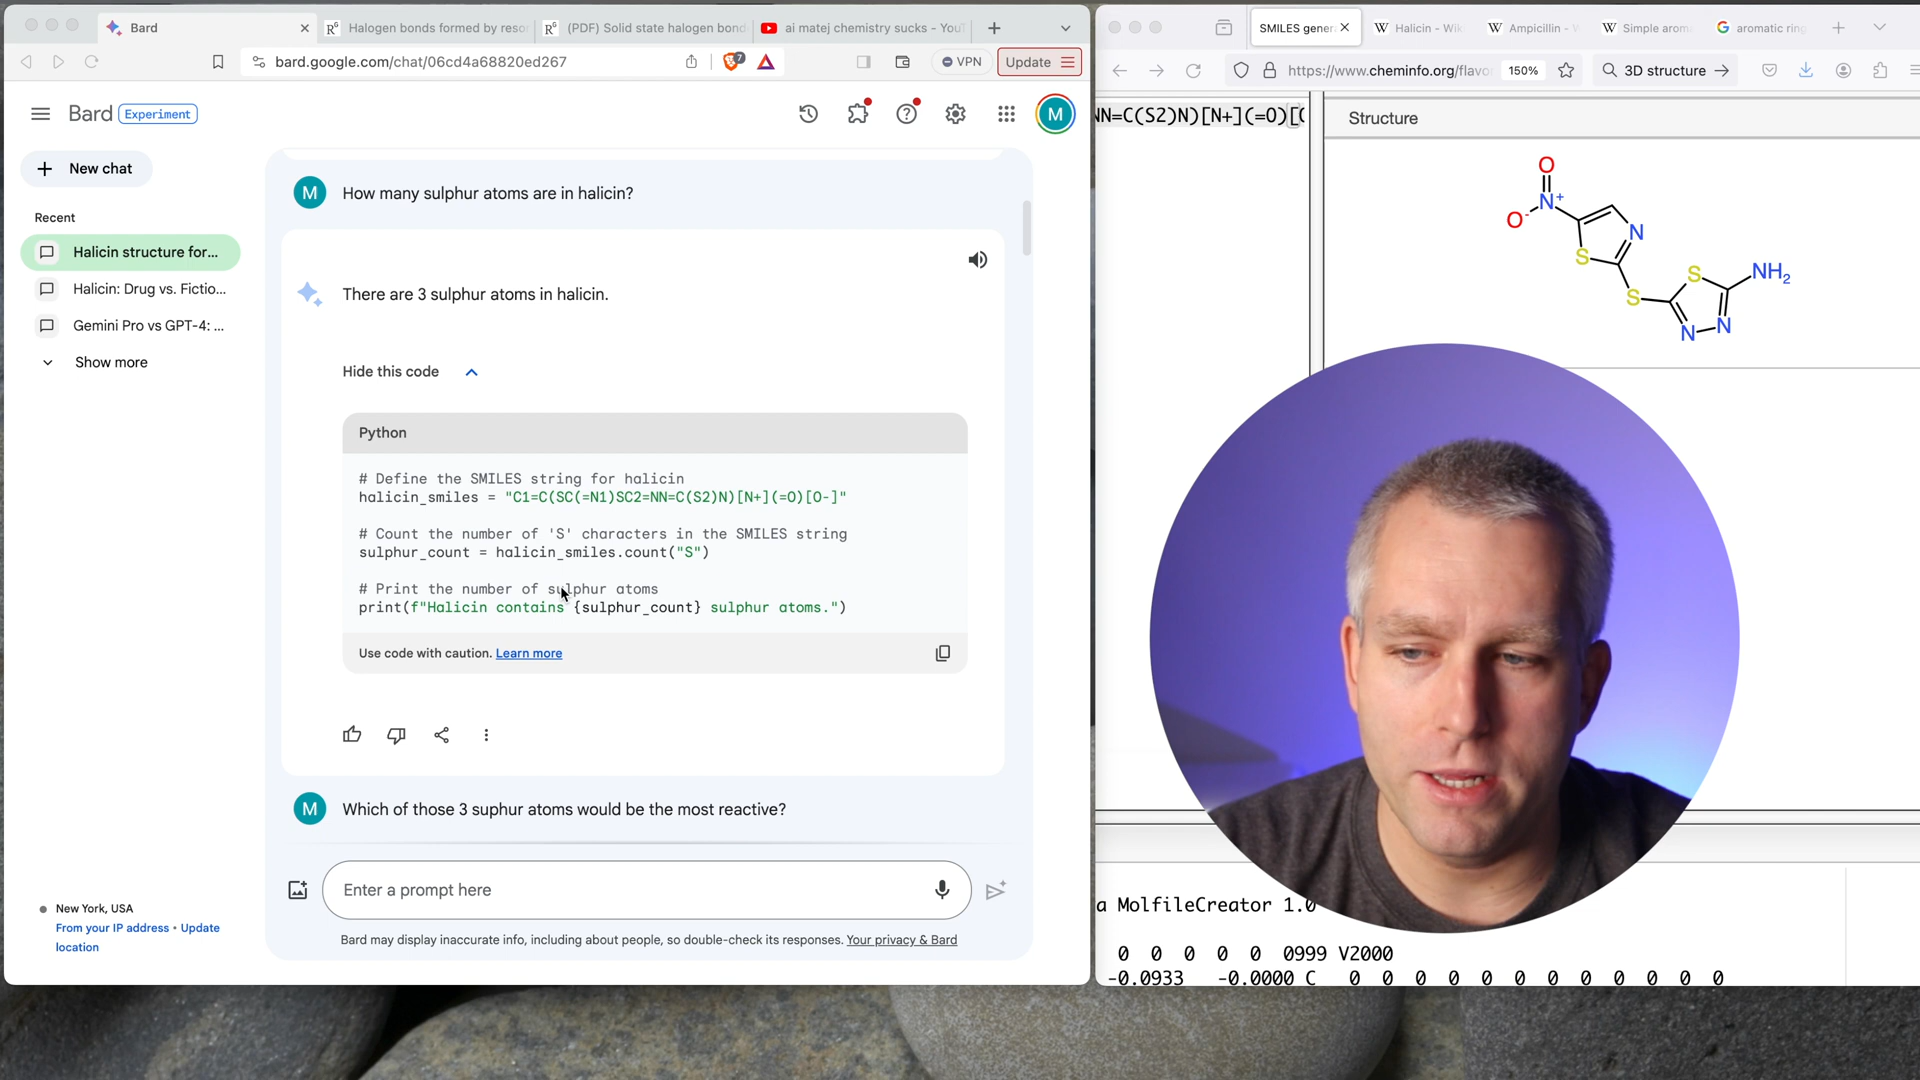 Bard
Halogen bonds formed by reson
(PDF) Solid state halogen bond
ai matej chemistry sucks - YouT
bard.google.com/chat/06cd4a68820ed267
7
VPN
Update
Bard
Experiment
M
New chat
Recent
Halicin structure for...
Halicin: Drug vs. Fictio...
Gemini Pro vs GPT-4: ...
Show more
New York, USA
From your IP address • Update
location
M
How many sulphur atoms are in halicin?
There are 3 sulphur atoms in halicin.
Hide this code
Python
# Define the SMILES string for halicin
halicin_smiles = "C1=C(SC(=N1)SC2=NN=C(S2)N)[N+](=O)[O-]"
# Count the number of 'S' characters in the SMILES string
sulphur_count = halicin_smiles.count("S")
# Print the number of sulphur atoms
print(f"Halicin contains {sulphur_count} sulphur atoms.")
Use code with caution. Learn more
M
Which of those 3 suphur atoms would be the most reactive?
Enter a prompt here
Bard may display inaccurate info, including about people, so double-check its responses. Your privacy & Bard
SMILES gener
Halicin - Wik
Ampicillin - W
Simple arom
aromatic ring
https://www.cheminfo.org/flavor
150%
3D structure
NN=C(S2)N)[N+](=O)[(
Structure
O
N+
O-
N
S
S
S
NH2
N
N
a MolfileCreator 1.0
0 0 0 0 0 0999 V2000
-0.0933 -0.0000 C 0 0 0 0 0 0 0 0 0 0 0 0